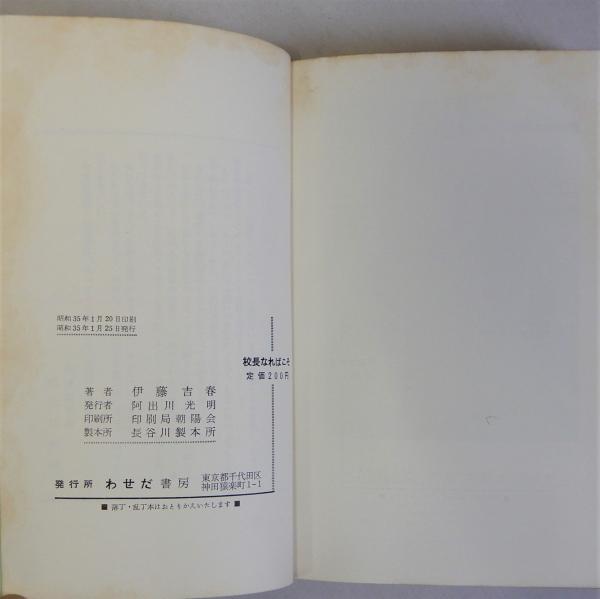 昭和35年1月20日印刷
昭和35年1月25日発行
校長なればこそ
定価200円
著者 伊藤吉春
発行者 阿出川光明
印刷所 印刷局朝陽会
製本所 長谷川製本所
発行所 わせだ書房 東京都千代田区
神田猿楽町1-1
■ 落丁・乱丁本はおとりかえいたします ■